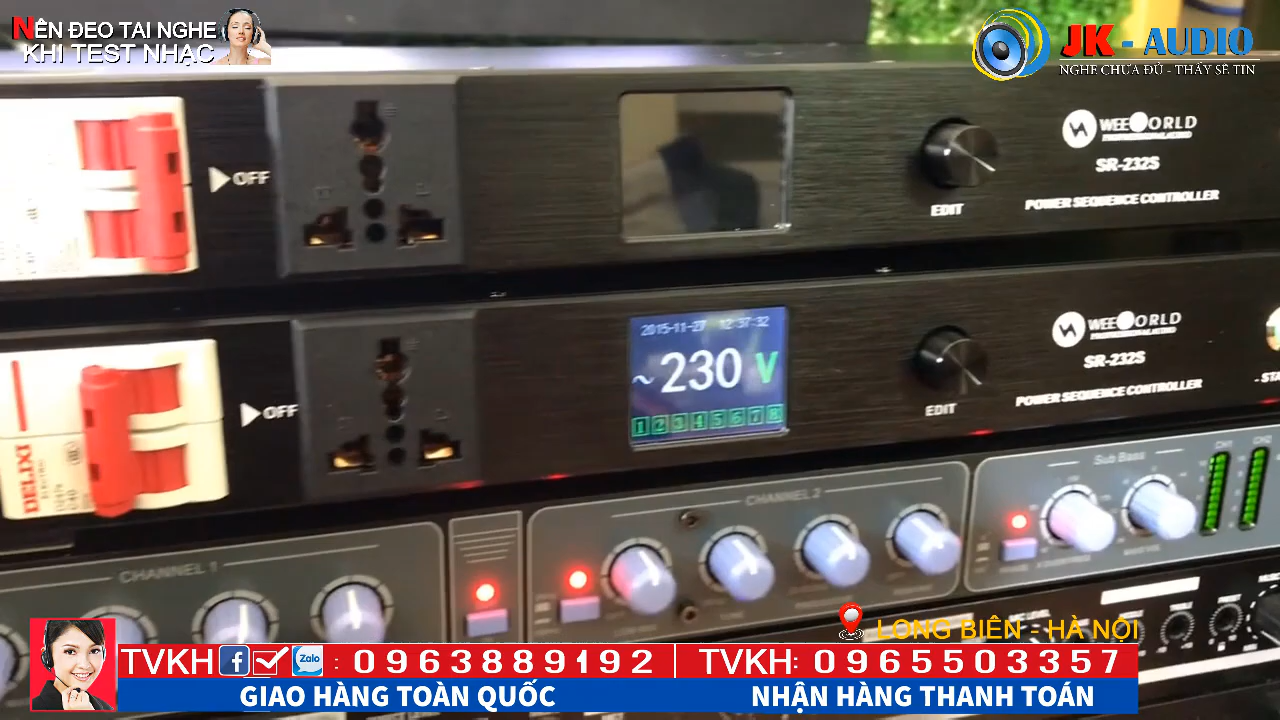 NÊN ĐEO TAI NGHE
KHI TEST NHẠC
JK - AUDIO
NGHE CHƯA ĐỦ - THẤY SẼ TIN
OFF
EDIT
WEEWORLD
SR-232S
POWER SEQUENCE CONTROLLER
2015-11-27 12:37:32
~230 V
1 2 3 4 5 6 7 8
OFF
EDIT
WEEWORLD
SR-232S
POWER SEQUENCE CONTROLLER
DELIXI
ELECTRIC
CHANNEL 1
CHANNEL 2
Sub Bass
CH1
CH2
LONG BIÊN - HÀ NỘI
TVKH f Zalo : 0963889192 | TVKH: 0965503357
GIAO HÀNG TOÀN QUỐC
NHẬN HÀNG THANH TOÁN